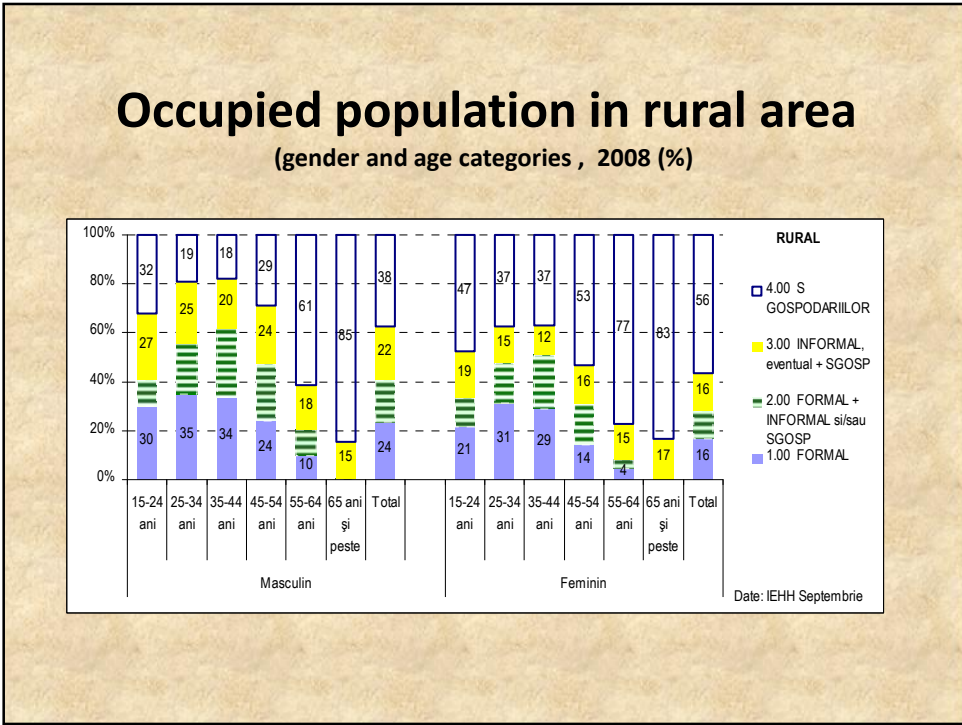 Occupied population in rural area
(gender and age categories , 2008 (%)
RURAL
100%
80%
60%
40%
20%
0%
32 19 18 29 61 85 38 47 37 37 53 77 83 56
27 25 20 24 18 15 22 19 15 12 16 15 17 16
30 35 34 24 10 24 21 31 29 14 4 16
15-24 25-34 35-44 45-54 55-64 65 ani Total 15-24 25-34 35-44 45-54 55-64 65 ani Total
ani ani ani ani ani şi ani ani ani ani ani şi
peste peste
Masculin Feminin
4.00 S
GOSPODARIILOR
3.00 INFORMAL,
eventual + SGOSP
2.00 FORMAL +
INFORMAL si/sau
SGOSP
1.00 FORMAL
Date: IEHH Septembrie